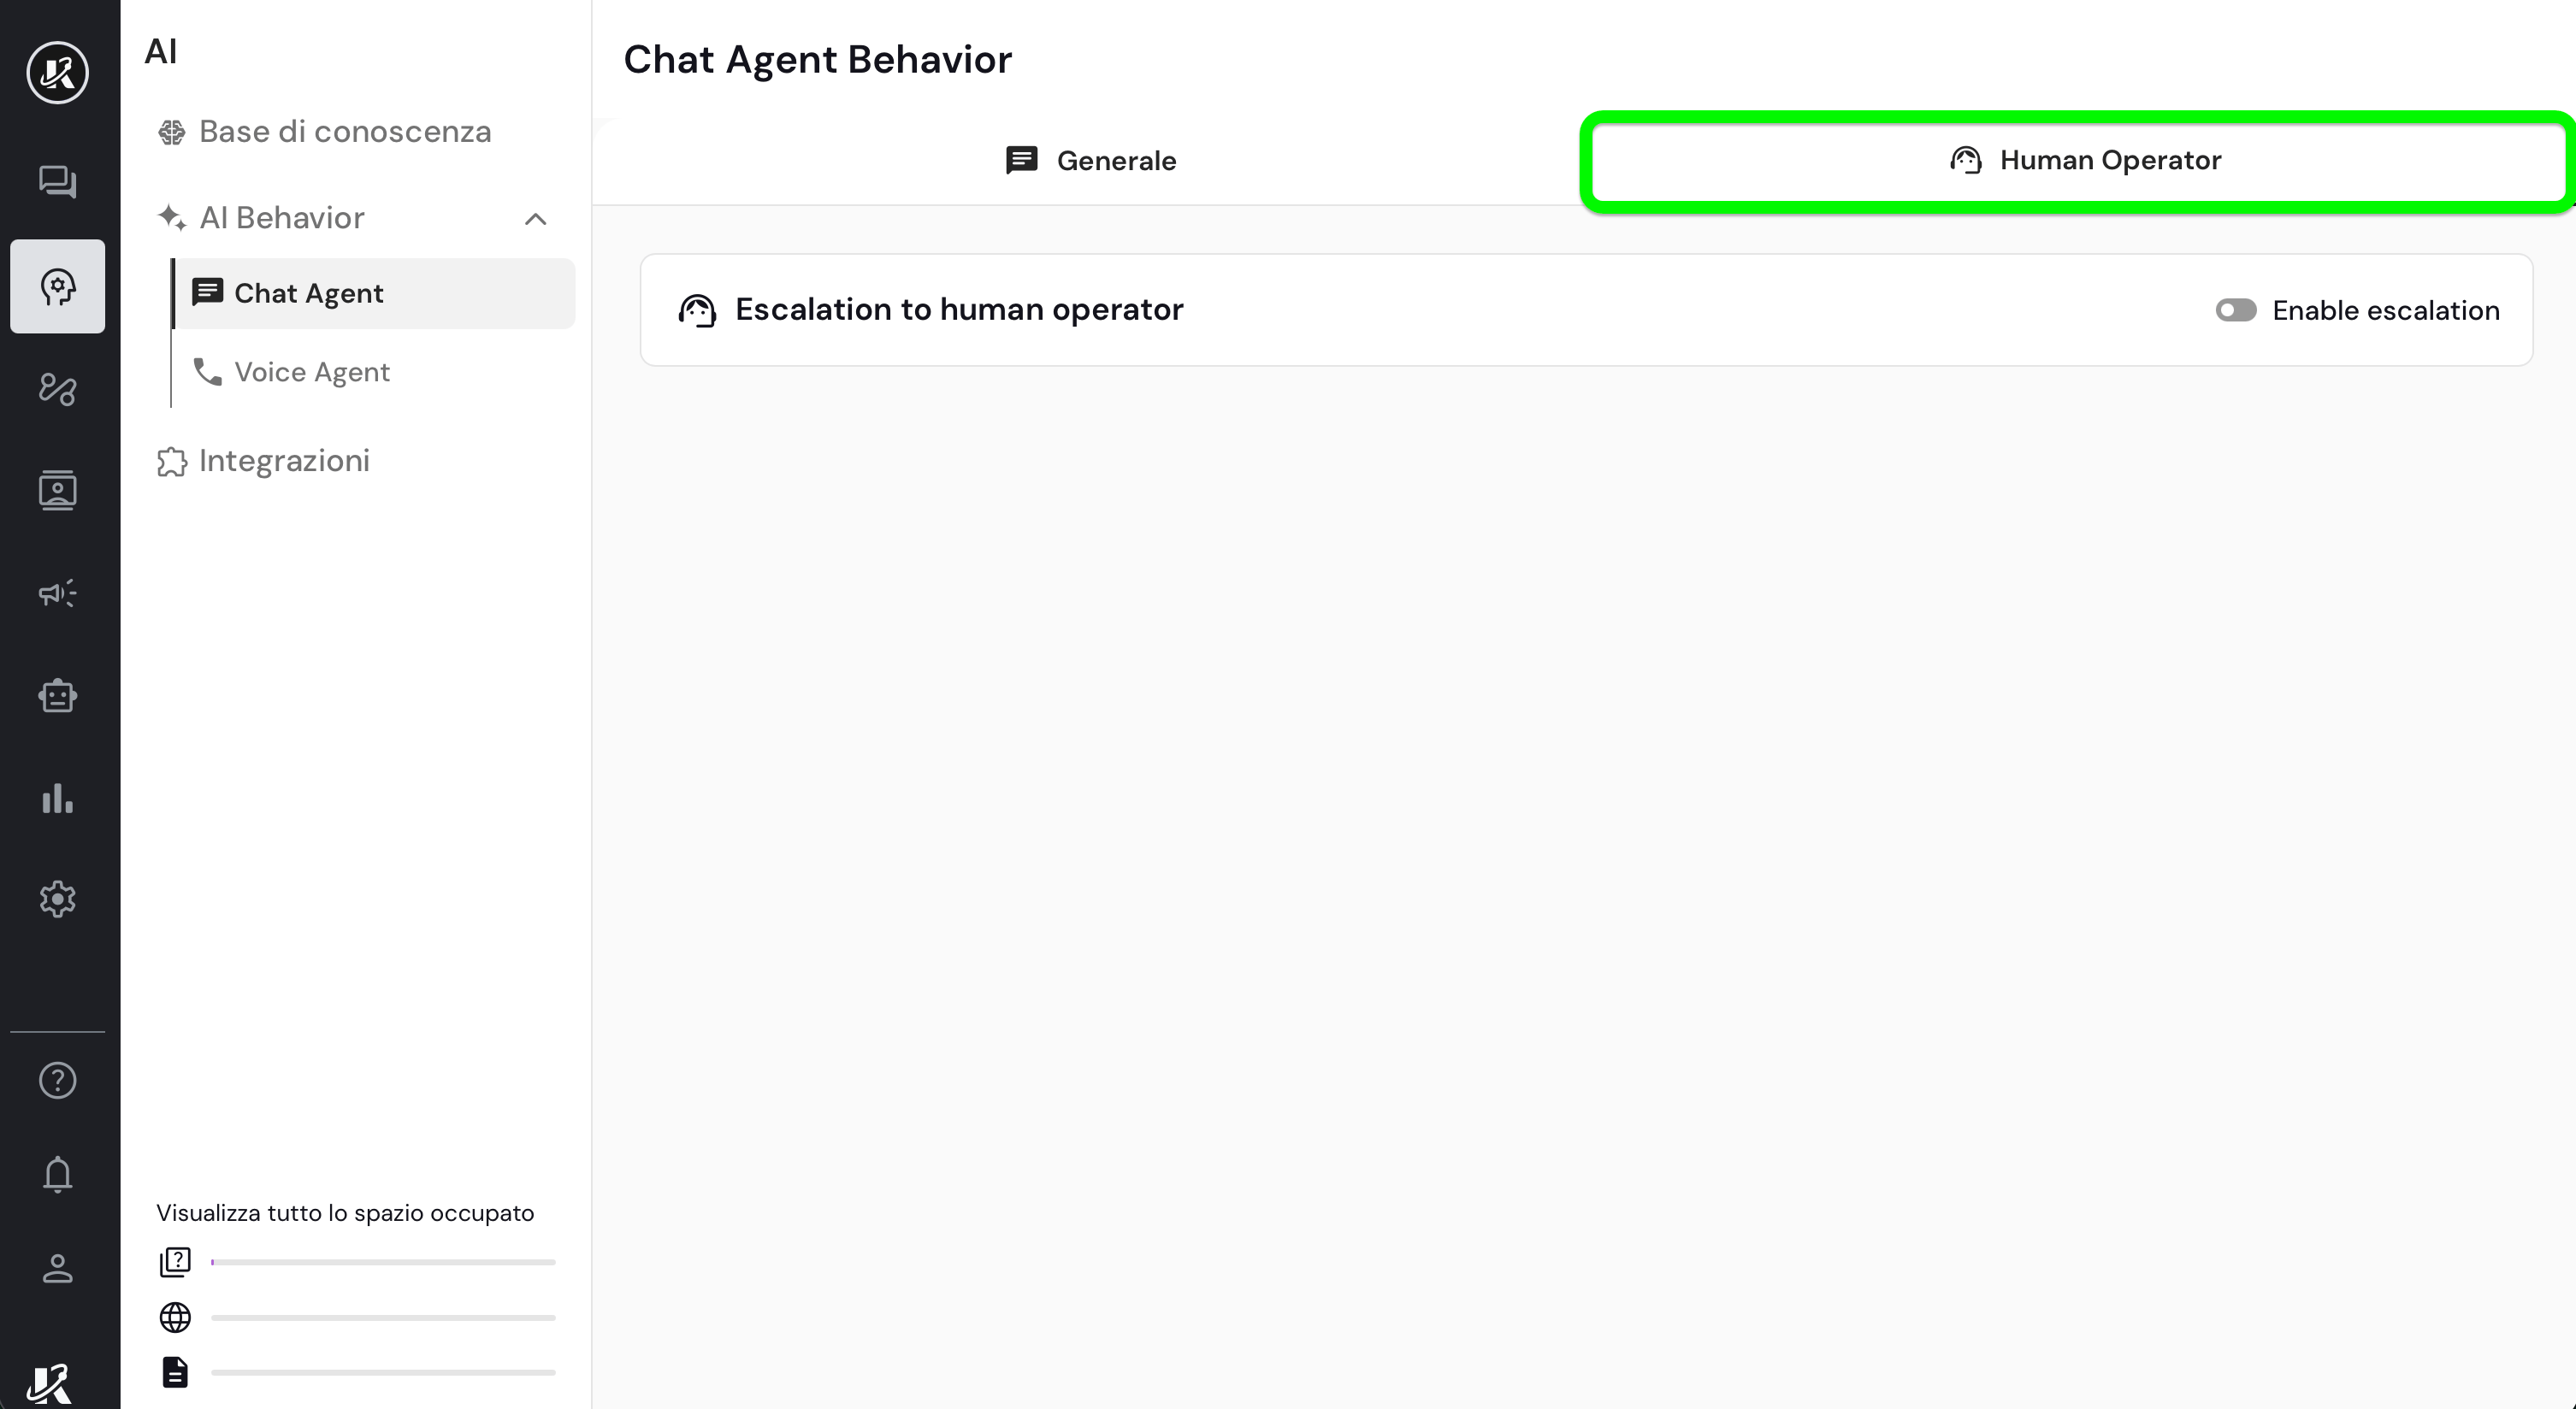 AI
Base di conoscenza
AI Behavior
Chat Agent
Voice Agent
Integrazioni
Visualizza tutto lo spazio occupato
Chat Agent Behavior
Generale
Human Operator
Escalation to human operator
Enable escalation